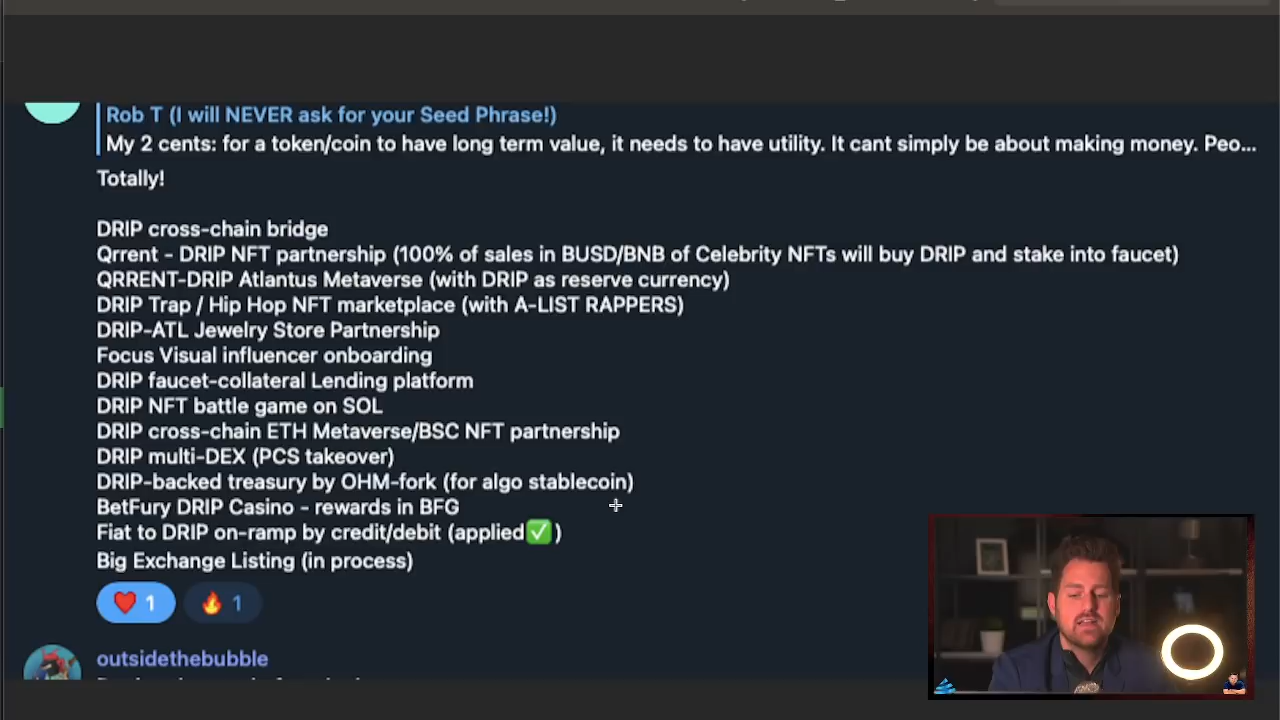 Rob T (I will NEVER ask for your Seed Phrase!)
My 2 cents: for a token/coin to have long term value, it needs to have utility. It cant simply be about making money. Peo...
Totally!
DRIP cross-chain bridge
Qrrent - DRIP NFT partnership (100% of sales in BUSD/BNB of Celebrity NFTs will buy DRIP and stake into faucet)
QRRENT-DRIP Atlantus Metaverse (with DRIP as reserve currency)
DRIP Trap / Hip Hop NFT marketplace (with A-LIST RAPPERS)
DRIP-ATL Jewelry Store Partnership
Focus Visual influencer onboarding
DRIP faucet-collateral Lending platform
DRIP NFT battle game on SOL
DRIP cross-chain ETH Metaverse/BSC NFT partnership
DRIP multi-DEX (PCS takeover)
DRIP-backed treasury by OHM-fork (for algo stablecoin)
BetFury DRIP Casino - rewards in BFG
Fiat to DRIP on-ramp by credit/debit (applied✅ )
Big Exchange Listing (in process)
❤️ 1 🔥 1
outsidethebubble